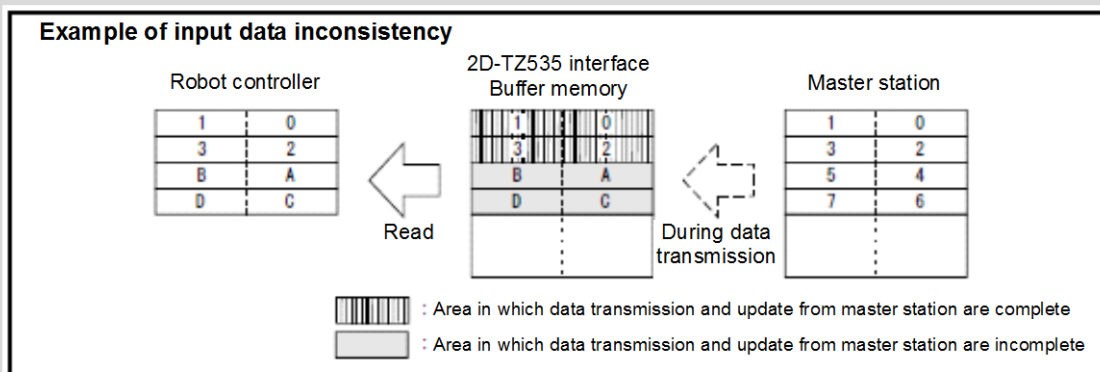 Example of input data inconsistency
2D-TZ535 interface
Buffer memory
Robot controller
Master station
1 0 1 0 1 0
3 2 3 2 3 2
B A B A 5 4
D C D C 7 6
Read
During data
transmission
: Area in which data transmission and update from master station are complete
: Area in which data transmission and update from master station are incomplete